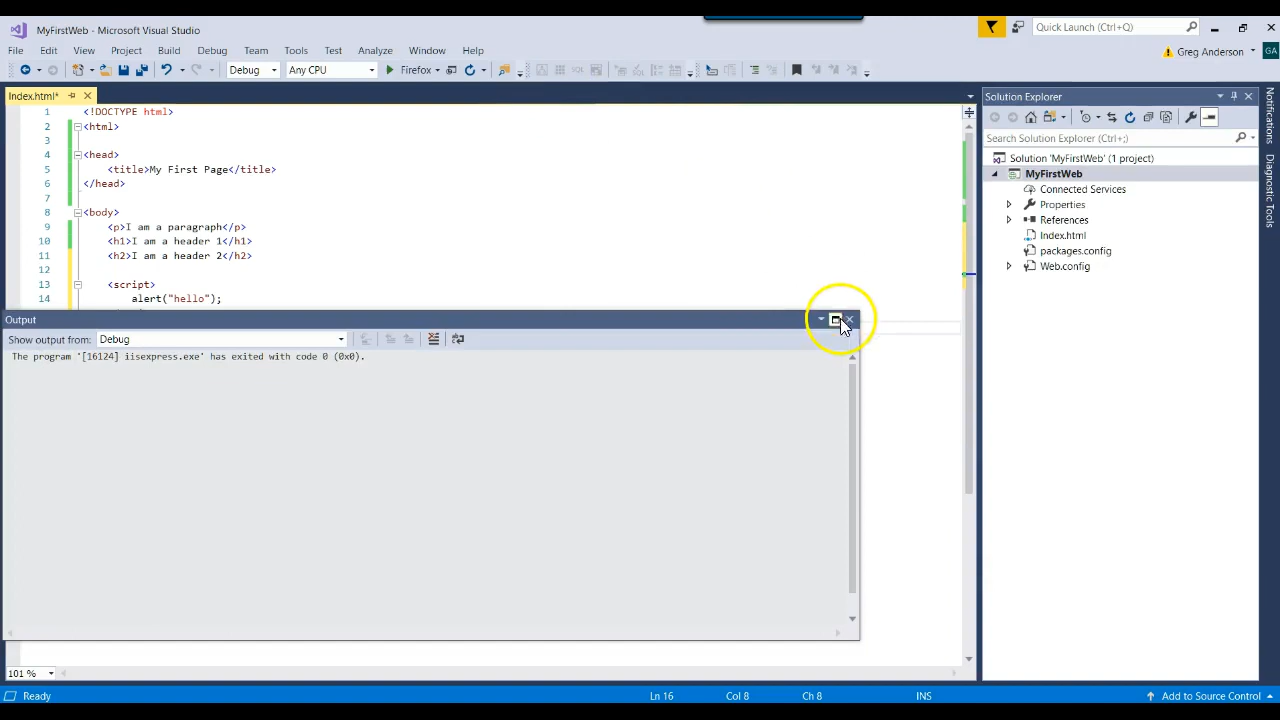 MyFirstWeb - Microsoft Visual Studio
Quick Launch (Ctrl+Q)
File Edit View Project Build Debug Team Tools Test Analyze Window Help
Greg Anderson GA
Debug Any CPU Firefox
Index.html*
1 <!DOCTYPE html>
2 <html>
3
4 <head>
5 <title>My First Page</title>
6 </head>
7
8 <body>
9 <p>I am a paragraph</p>
10 <h1>I am a header 1</h1>
11 <h2>I am a header 2</h2>
12
13 <script>
14 alert("hello");
Output
Show output from: Debug
The program '[16124] iisexpress.exe' has exited with code 0 (0x0).
101 %
Solution Explorer
Search Solution Explorer (Ctrl+;)
Solution 'MyFirstWeb' (1 project)
MyFirstWeb
Connected Services
Properties
References
Index.html
packages.config
Web.config
Notifications
Diagnostic Tools
Ready Ln 16 Col 8 Ch 8 INS Add to Source Control